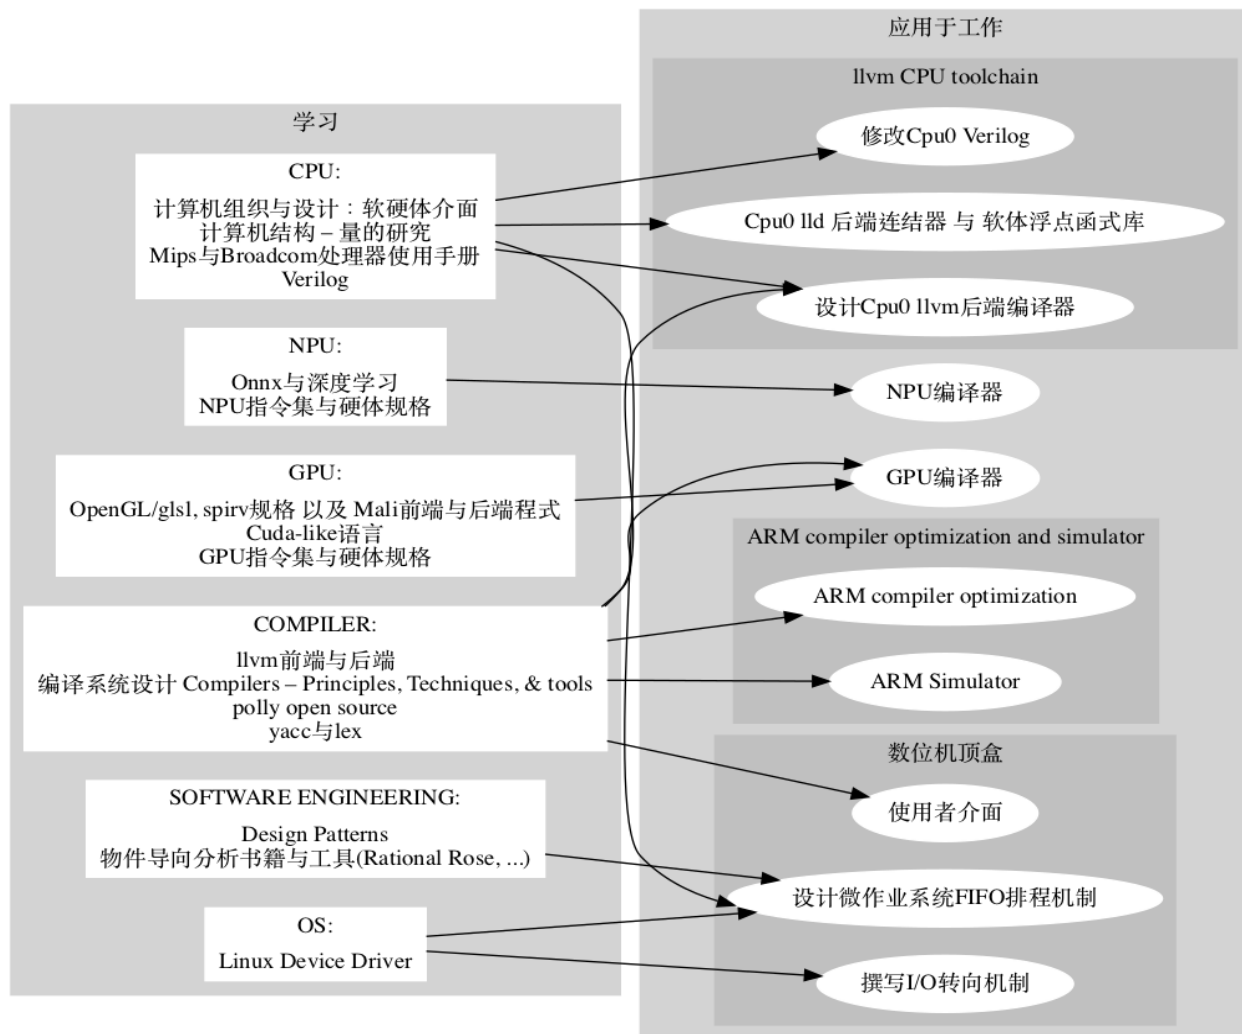 学习
CPU:
计算机组织与设计：软硬体介面
计算机结构 – 量的研究
Mips与Broadcom处理器使用手册
Verilog
NPU:
Onnx与深度学习
NPU指令集与硬体规格
GPU:
OpenGL/glsl, spirv规格 以及 Mali前端与后端程式
Cuda-like语言
GPU指令集与硬体规格
COMPILER:
llvm前端与后端
编译系统设计 Compilers – Principles, Techniques, & tools
polly open source
yacc与lex
SOFTWARE ENGINEERING:
Design Patterns
物件导向分析书籍与工具(Rational Rose, ...)
OS:
Linux Device Driver
应用于工作
llvm CPU toolchain
修改Cpu0 Verilog
Cpu0 lld 后端连结器 与 软体浮点函式库
设计Cpu0 llvm后端编译器
NPU编译器
GPU编译器
ARM compiler optimization and simulator
ARM compiler optimization
ARM Simulator
数位机顶盒
使用者介面
设计微作业系统FIFO排程机制
撰写I/O转向机制